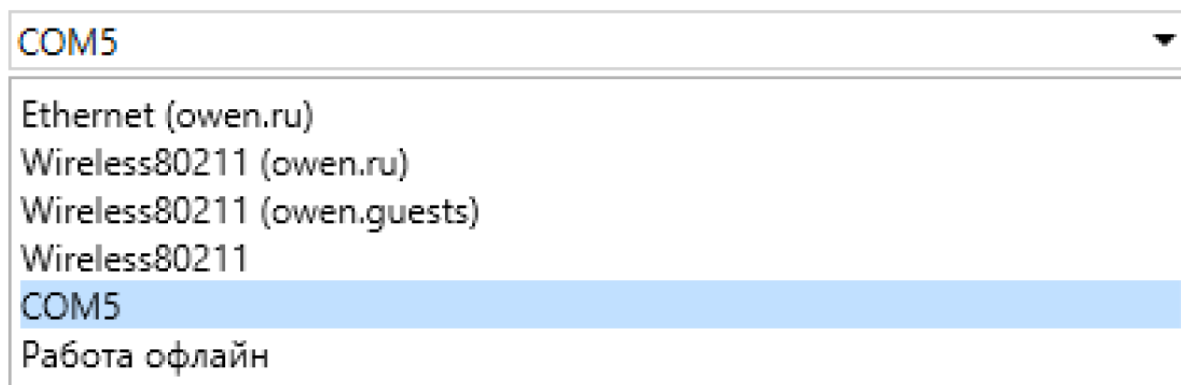 COM5
Ethernet (owen.ru)
Wireless80211 (owen.ru)
Wireless80211 (owen.guests)
Wireless80211
COM5
Работа офлайн